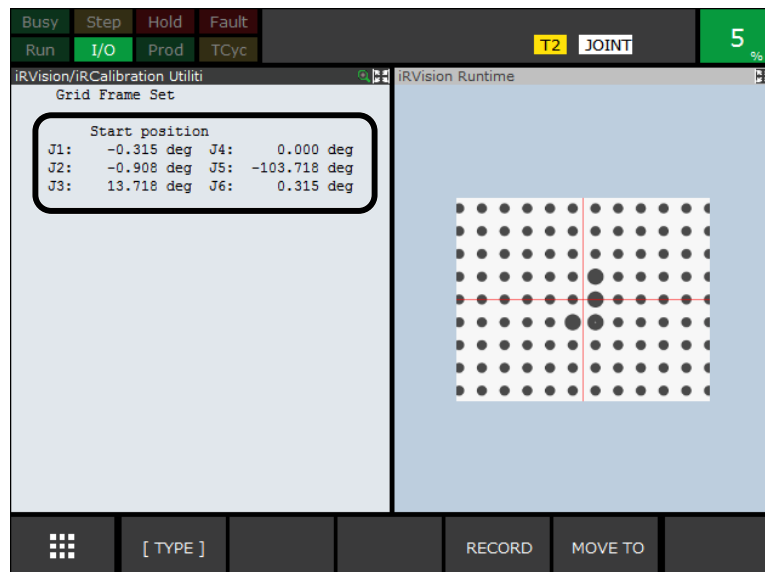 Busy Step Hold Fault
Run I/O Prod TCyc
T2 JOINT
5 %
iRVision/iRCalibration Utiliti
iRVision Runtime
Grid Frame Set
Start position
J1: -0.315 deg J4: 0.000 deg
J2: -0.908 deg J5: -103.718 deg
J3: 13.718 deg J6: 0.315 deg
[ TYPE ] RECORD MOVE TO